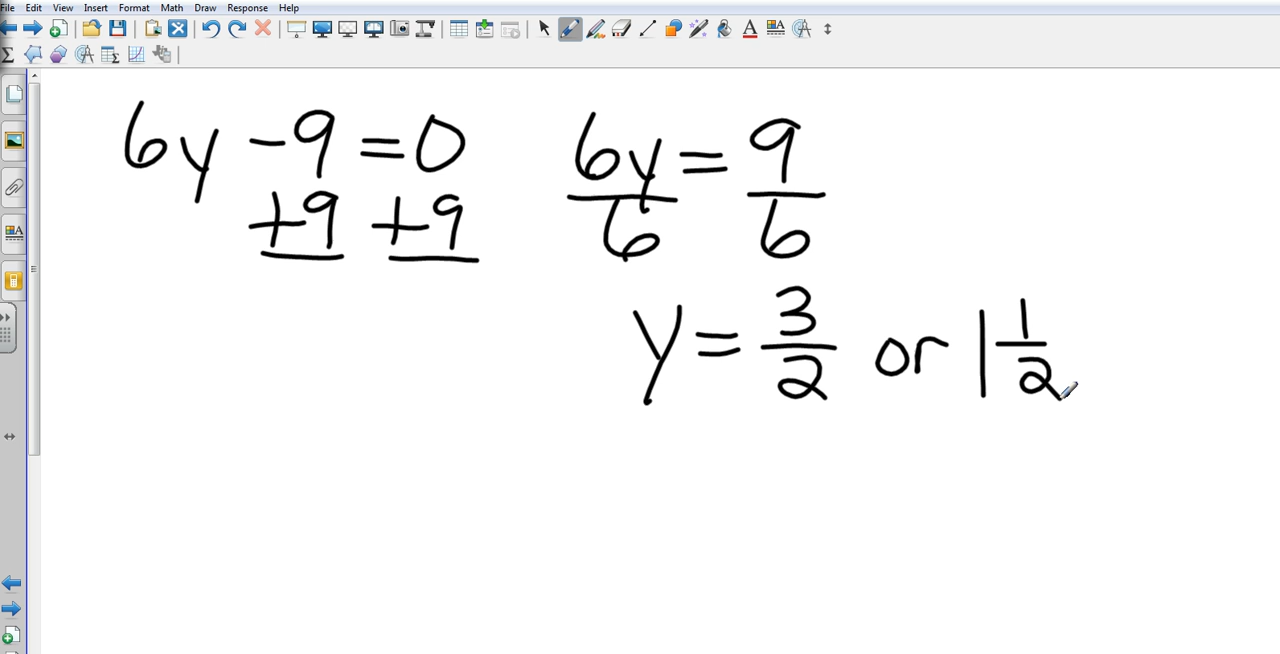 File Edit View Insert Format Math Draw Response Help
6y - 9 = 0
+9 +9
6y = 9
6 6
y = 3/2 or 1 1/2